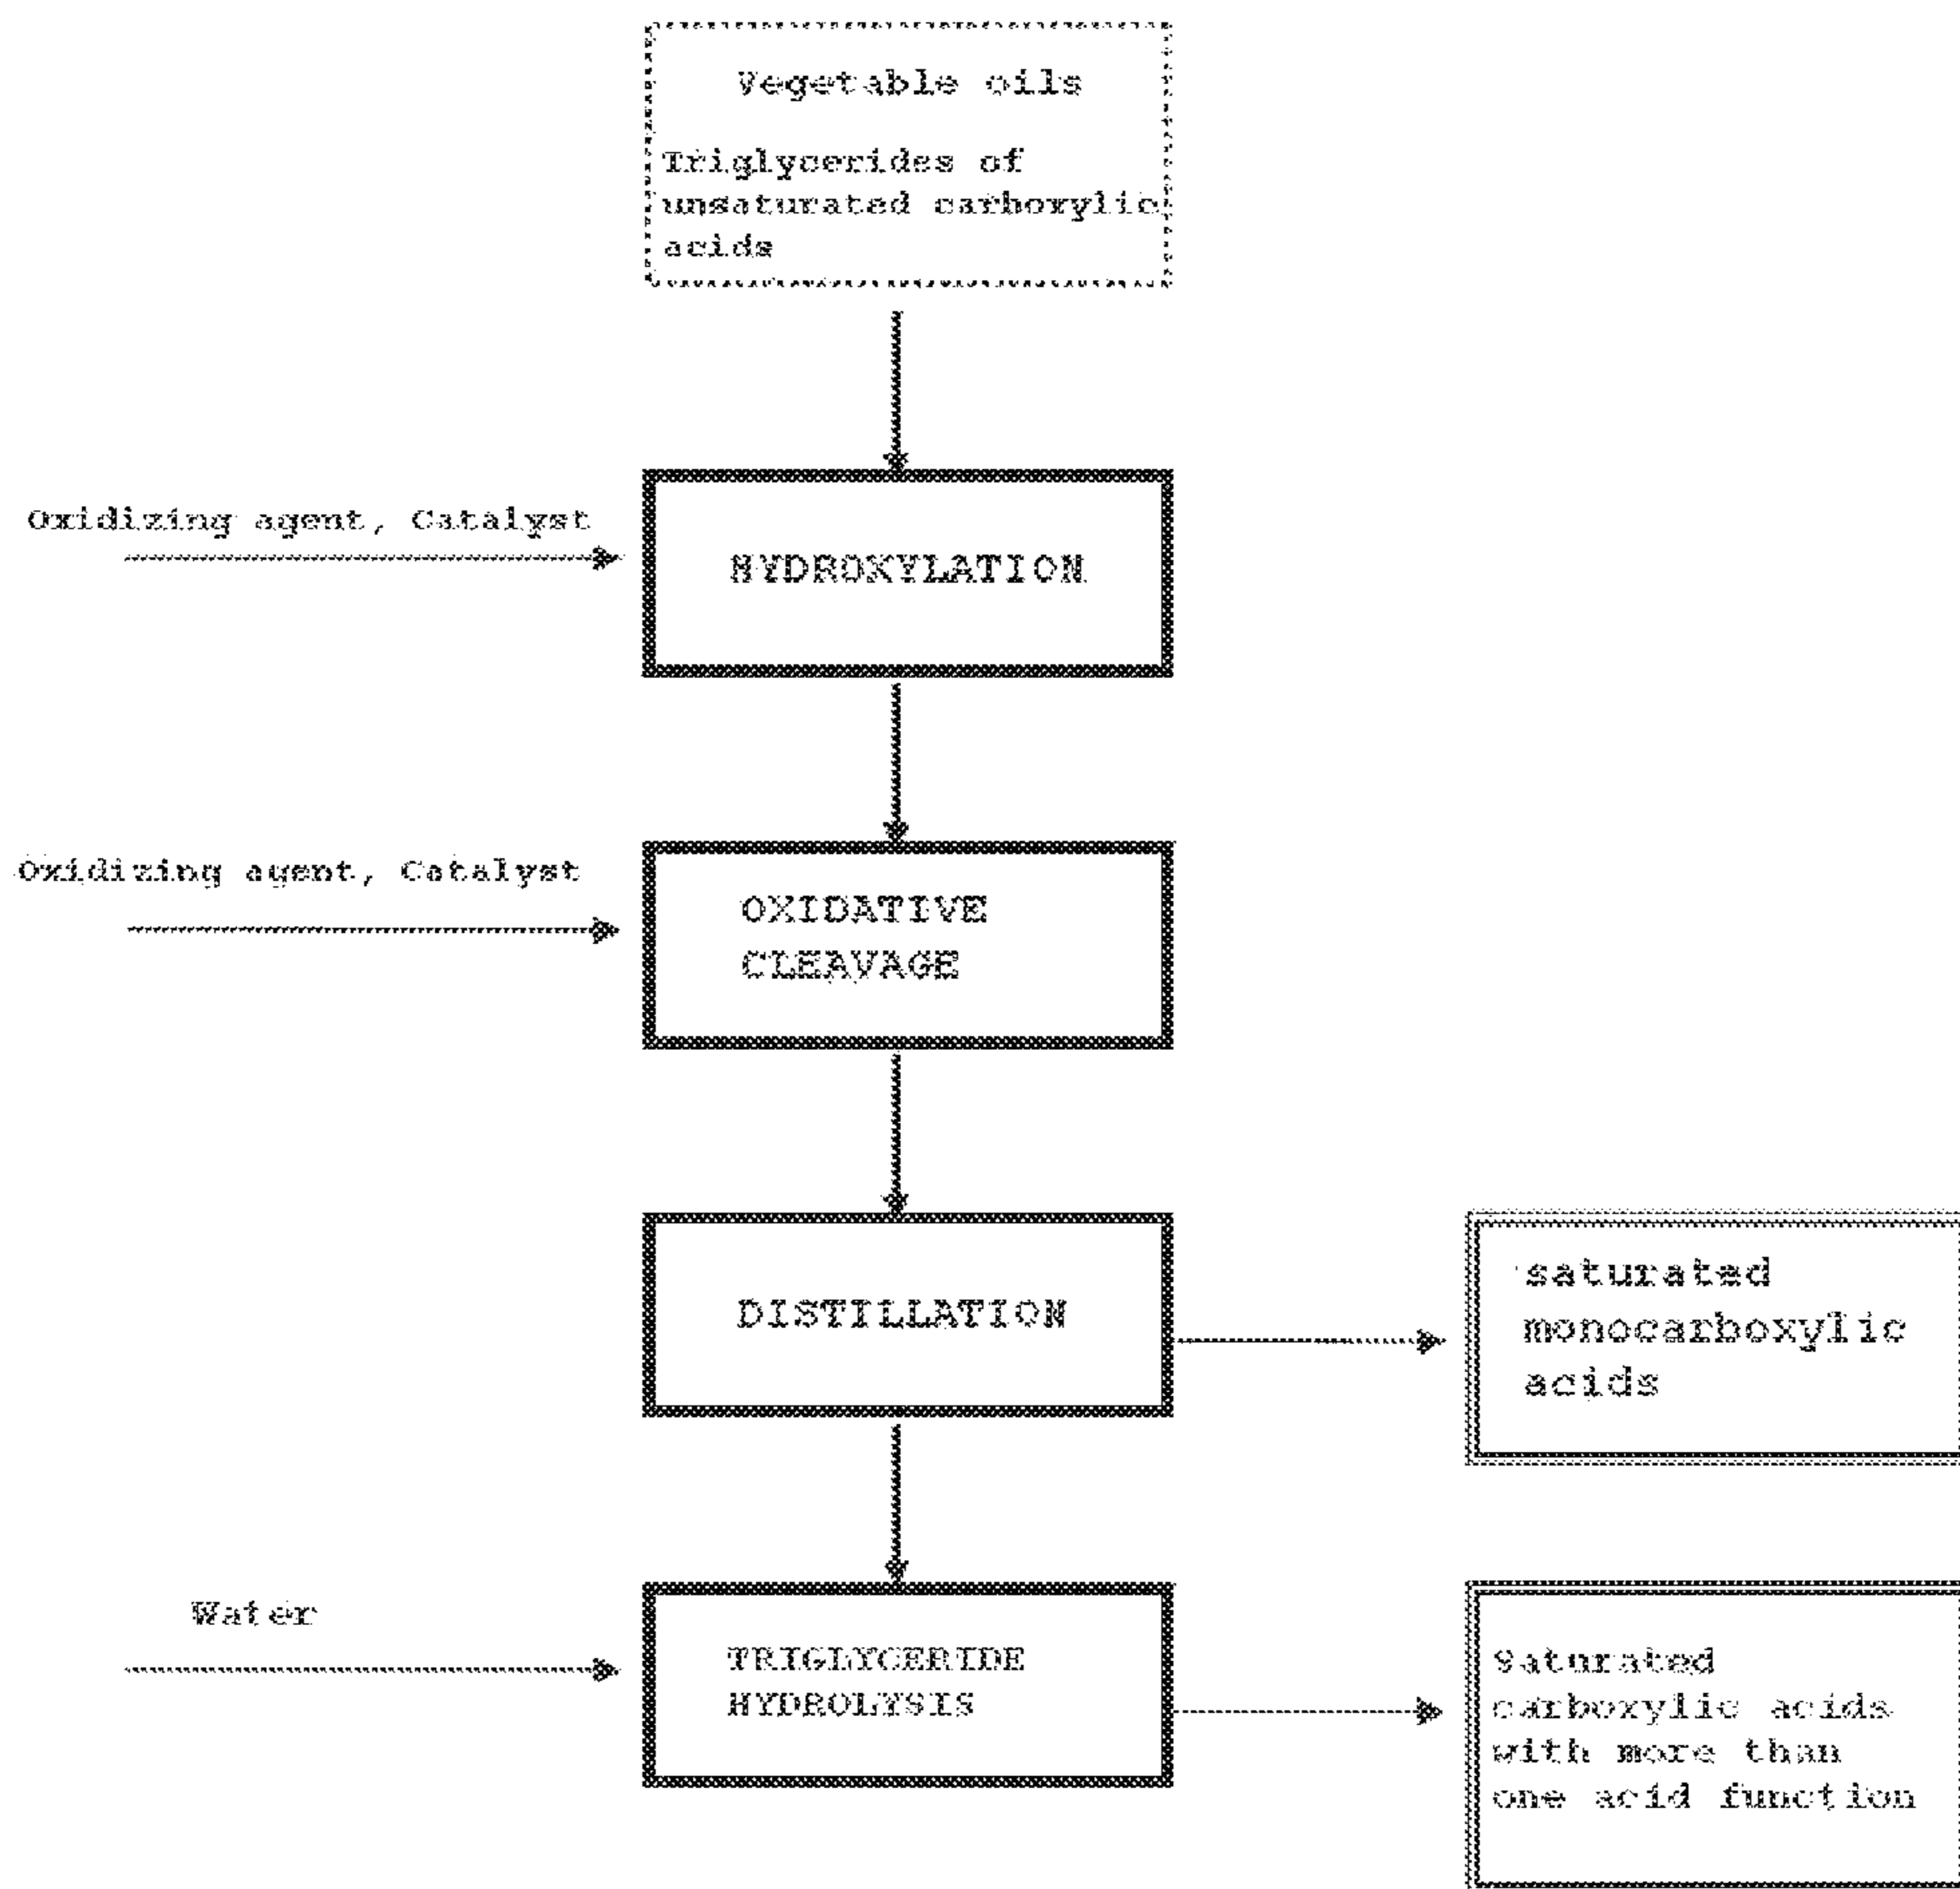 Vegetable oils
Triglycerides of
unsaturated carboxylic
acids
Oxidizing agent, Catalyst
HYDROXYLATION
Oxidizing agent, Catalyst
OXIDATIVE
CLEAVAGE
DISTILLATION
saturated
monocarboxylic
acids
Water
TRIGLYCERIDE
HYDROLYSIS
Saturated
carboxylic acids
with more than
one acid function